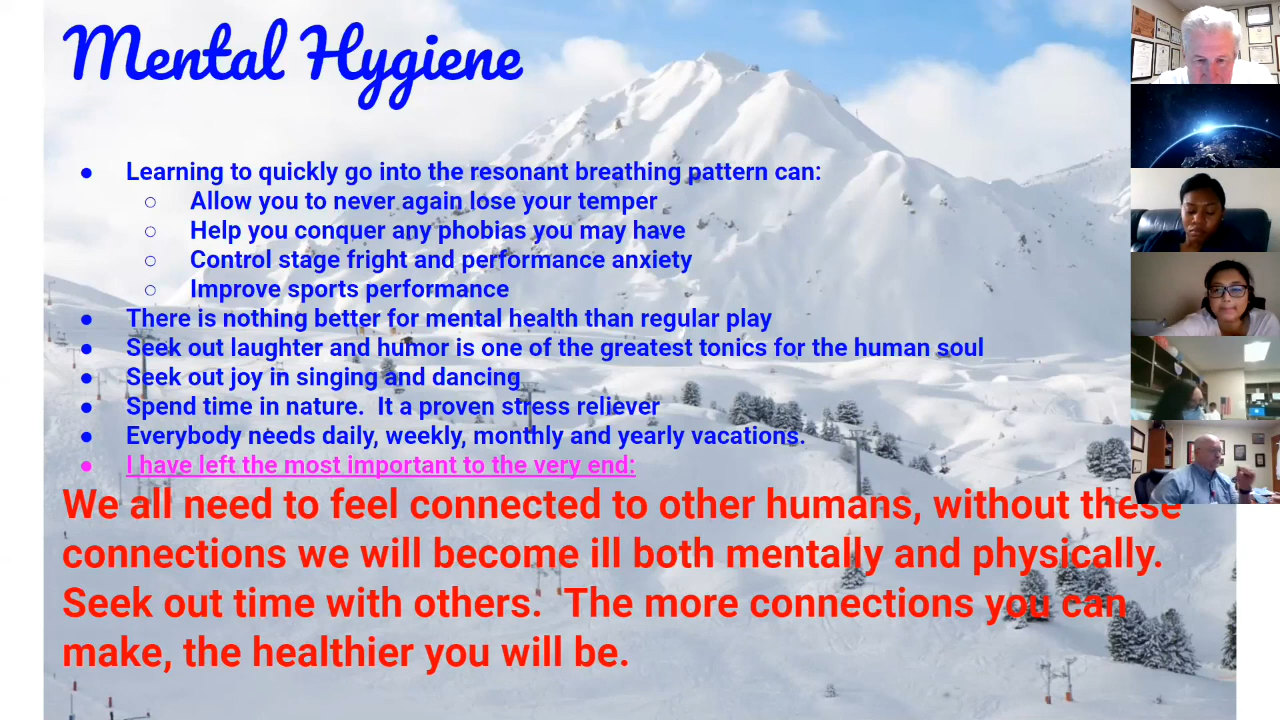 Mental Hygiene
● Learning to quickly go into the resonant breathing pattern can:
○ Allow you to never again lose your temper
○ Help you conquer any phobias you may have
○ Control stage fright and performance anxiety
○ Improve sports performance
● There is nothing better for mental health than regular play
● Seek out laughter and humor is one of the greatest tonics for the human soul
● Seek out joy in singing and dancing
● Spend time in nature.  It a proven stress reliever
● Everybody needs daily, weekly, monthly and yearly vacations.
● I have left the most important to the very end:
We all need to feel connected to other humans, without these
connections we will become ill both mentally and physically.
Seek out time with others.  The more connections you can
make, the healthier you will be.